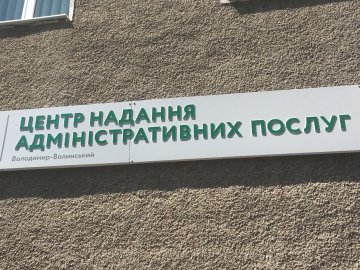 ЦЕНТР НАДАННЯ
АДМІНІСТРАТИВНИХ ПОСЛУГ
Володимир-Волинський